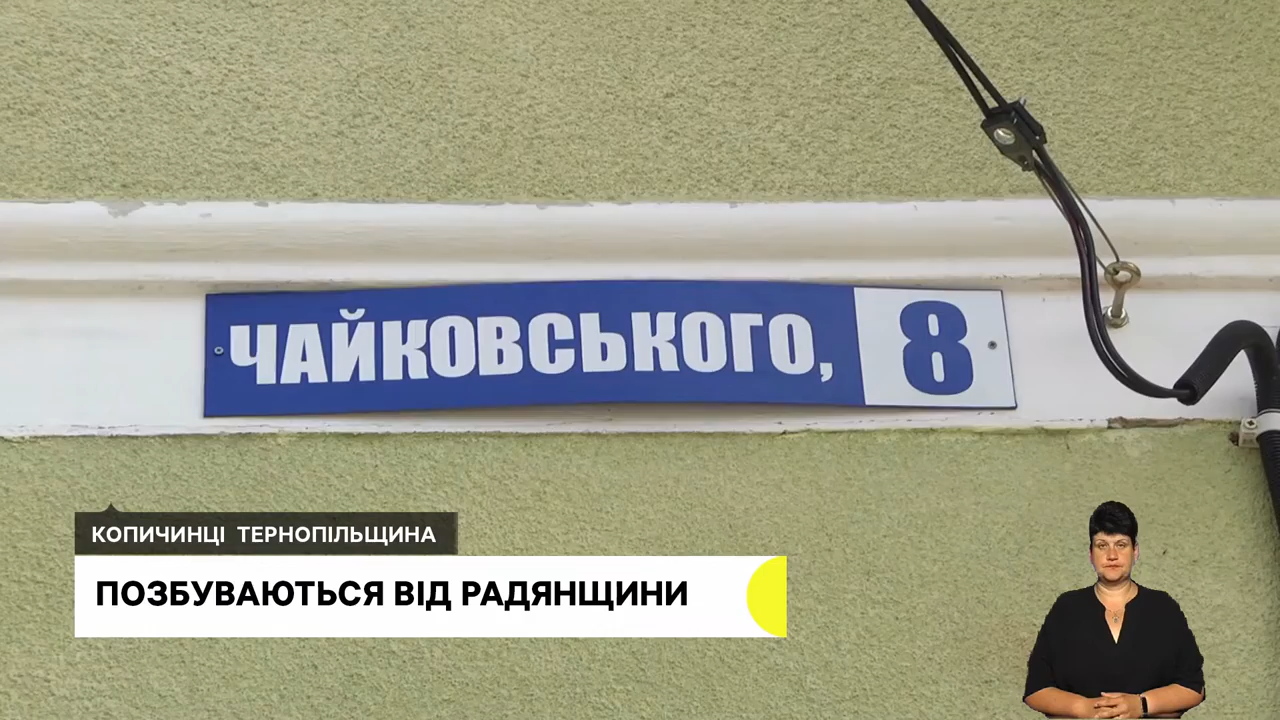 ЧАЙКОВСЬКОГО, 8
КОПИЧИНЦІ ТЕРНОПІЛЬЩИНА
ПОЗБУВАЮТЬСЯ ВІД РАДЯНЩИНИ